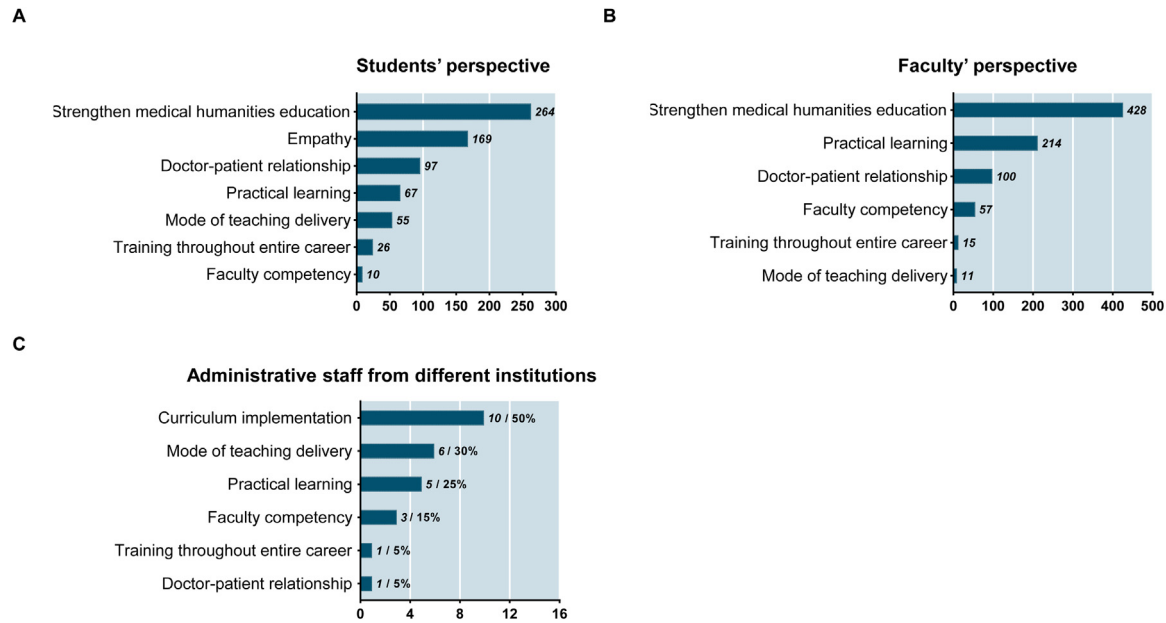 A
Students' perspective
Strengthen medical humanities education 264
Empathy 169
Doctor-patient relationship 97
Practical learning 67
Mode of teaching delivery 55
Training throughout entire career 26
Faculty competency 10
0 50 100 150 200 250 300
B
Faculty' perspective
Strengthen medical humanities education 428
Practical learning 214
Doctor-patient relationship 100
Faculty competency 57
Training throughout entire career 15
Mode of teaching delivery 11
0 100 200 300 400 500
C
Administrative staff from different institutions
Curriculum implementation 10 / 50%
Mode of teaching delivery 6 / 30%
Practical learning 5 / 25%
Faculty competency 3 / 15%
Training throughout entire career 1 / 5%
Doctor-patient relationship 1 / 5%
0 4 8 12 16